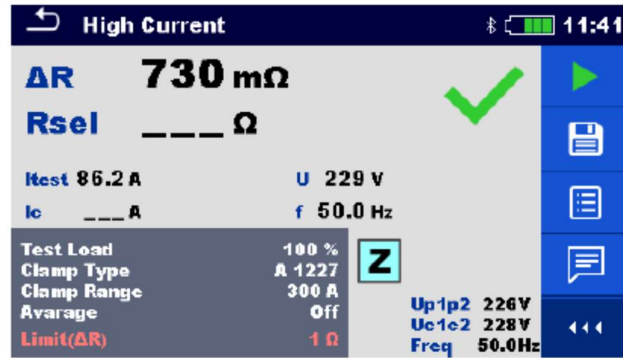 High Current 11:41
ΔR 730 mΩ
Rsel ___ Ω
Itest 86.2 A U 229 V
Ic ___ A f 50.0 Hz
Test Load 100 %
Clamp Type A 1227
Clamp Range 300 A
Avarage Off
Limit(ΔR) 1 Ω
Z
Up1p2 226V
Uc1c2 228V
Freq 50.0Hz